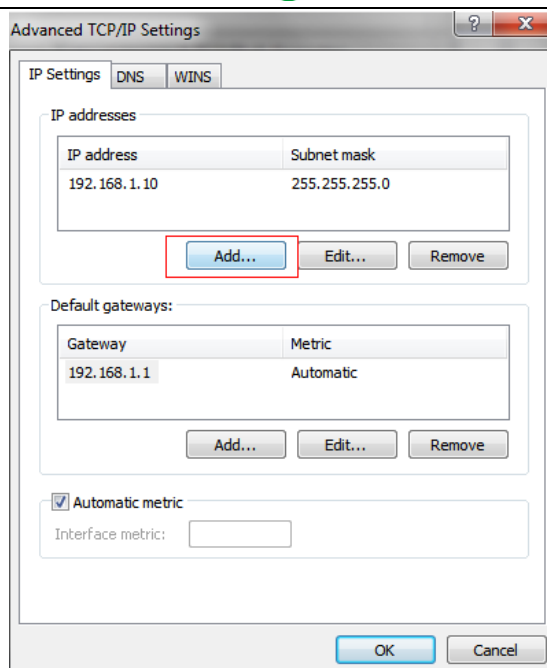 Advanced TCP/IP Settings
?
X
IP Settings DNS WINS
IP addresses
IP address Subnet mask
192.168.1.10 255.255.255.0
Add... Edit... Remove
Default gateways:
Gateway Metric
192.168.1.1 Automatic
Add... Edit... Remove
Automatic metric
Interface metric:
OK Cancel